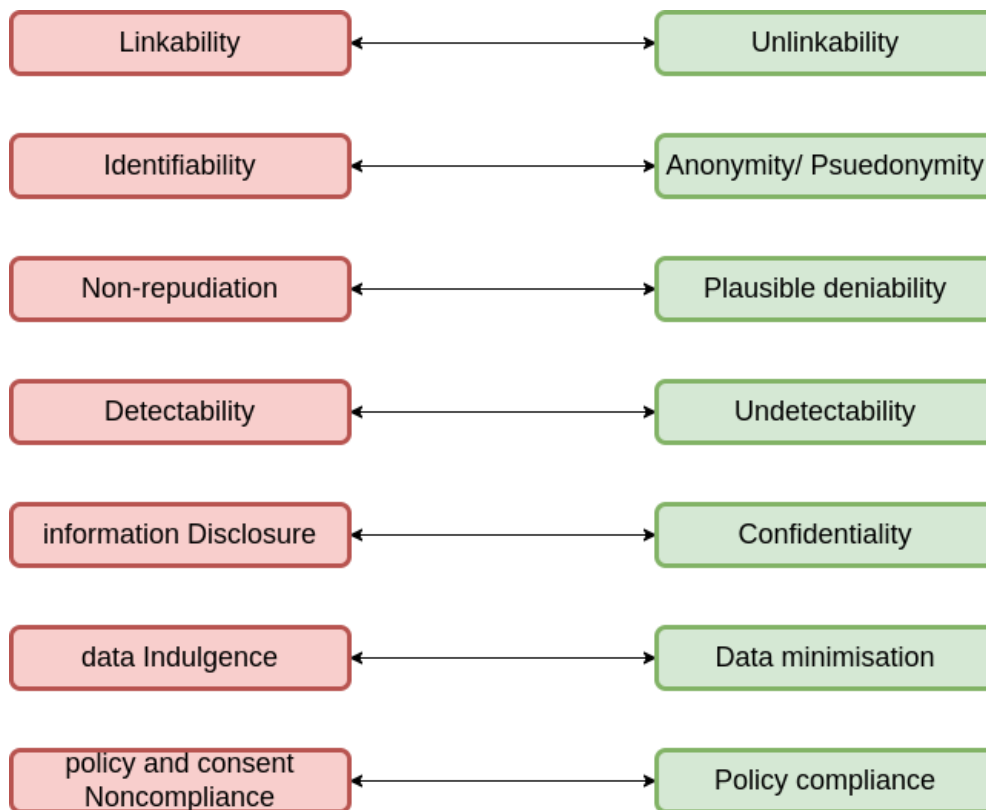 Linkability
Unlinkability
Identifiability
Anonymity/ Psuedonymity
Non-repudiation
Plausible deniability
Detectability
Undetectability
information Disclosure
Confidentiality
data Indulgence
Data minimisation
policy and consent
Noncompliance
Policy compliance